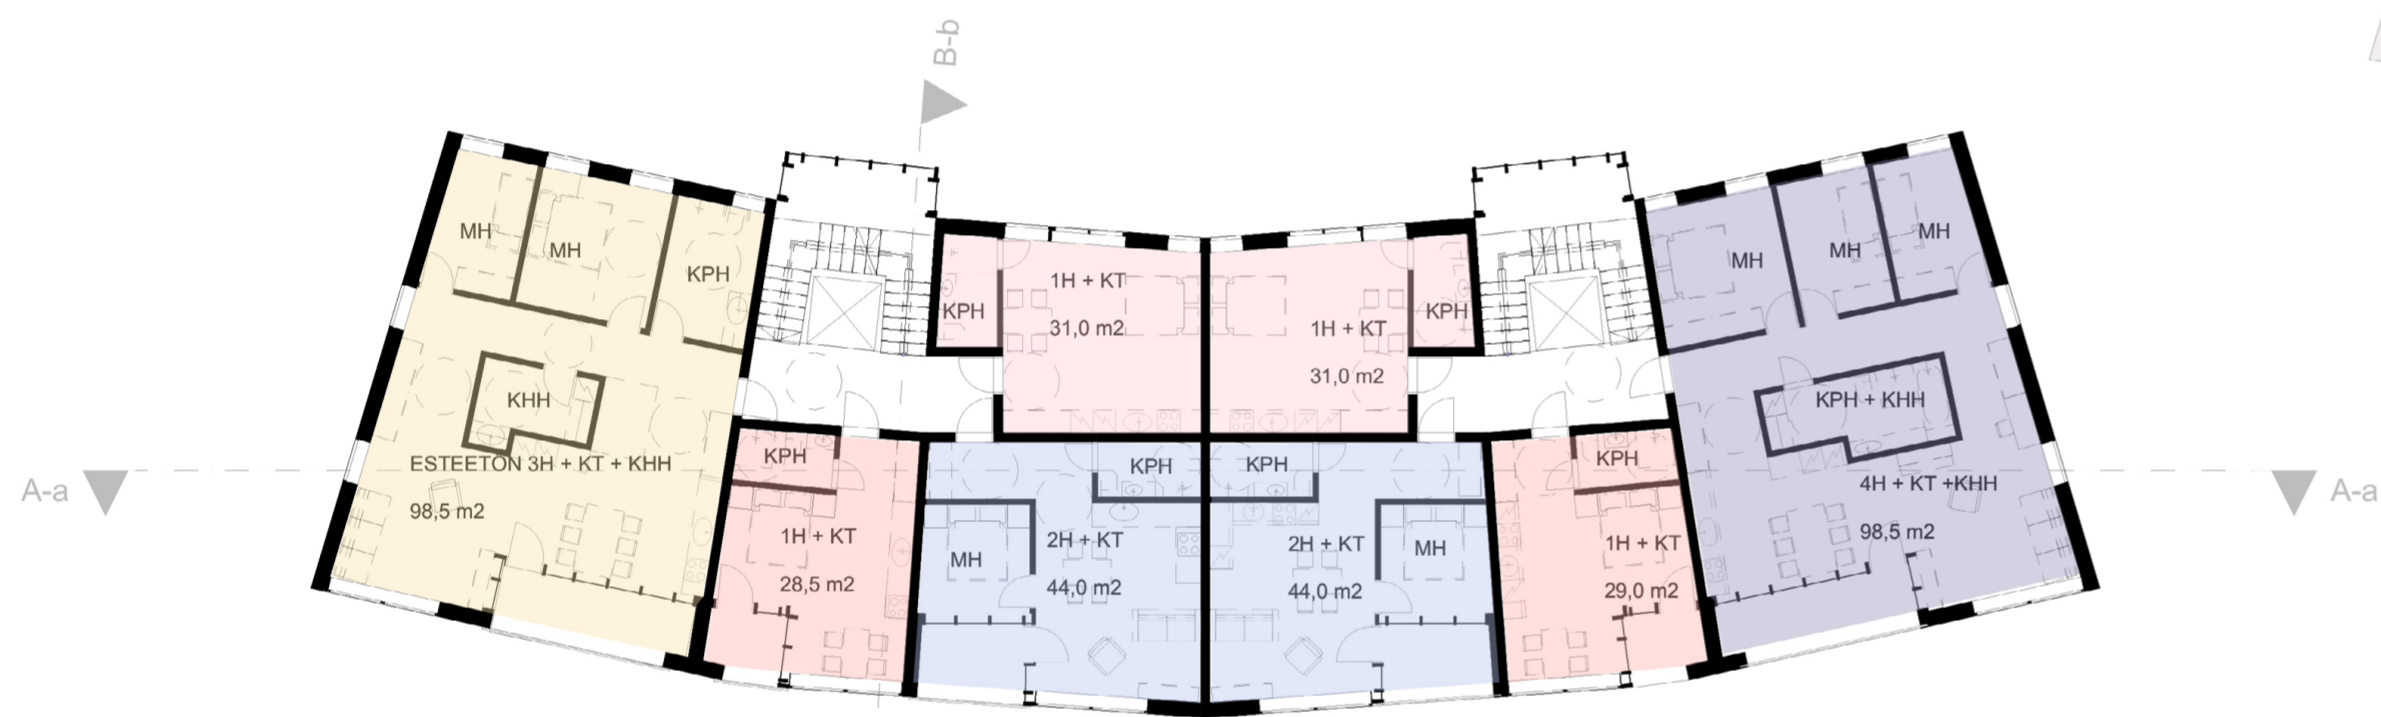 B-b
MH
MH
KPH
KHH
ESTEETON 3H + KT + KHH
98,5 m2
KPH
1H + KT
31,0 m2
1H + KT
31,0 m2
KPH
MH
MH
MH
KPH + KHH
4H + KT +KHH
98,5 m2
A-a
KPH
1H + KT
28,5 m2
KPH
MH
2H + KT
44,0 m2
KPH
2H + KT
44,0 m2
MH
KPH
1H + KT
29,0 m2
A-a